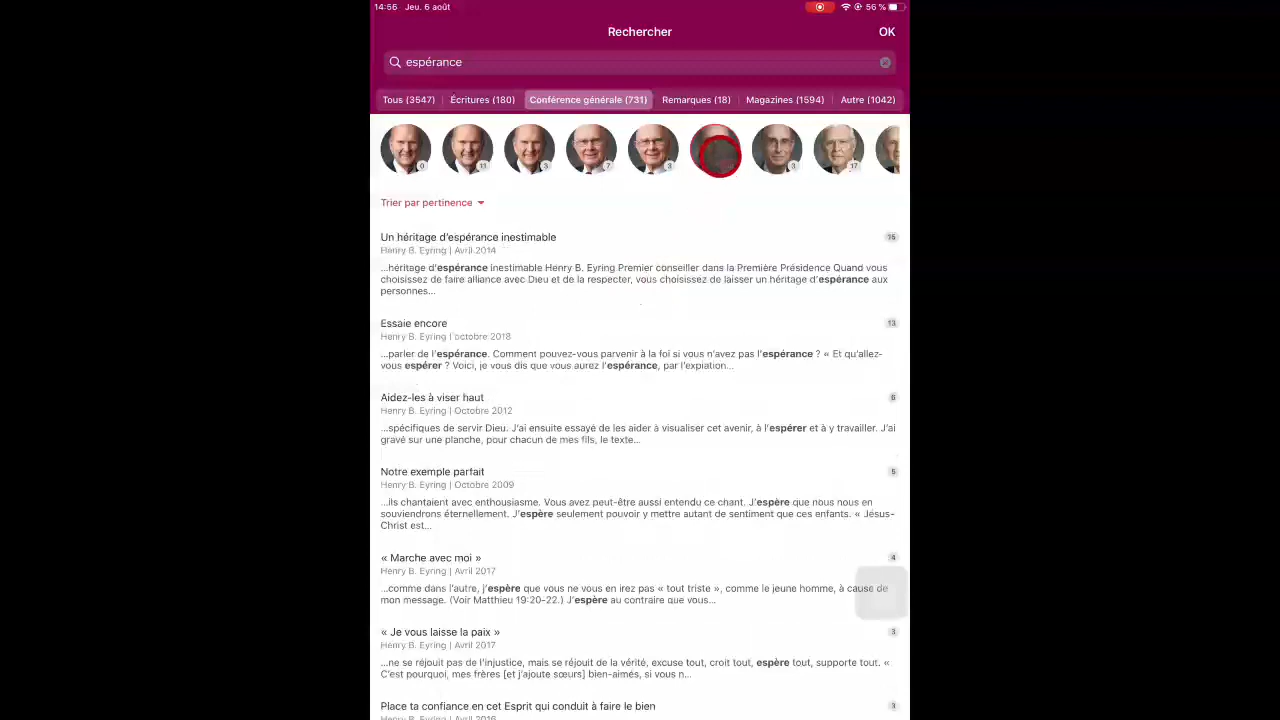 14:56 Jeu. 6 août 56 %
Rechercher OK
espérance
Tous (3547) Écritures (180) Conférence générale (731) Remarques (18) Magazines (1594) Autre (1042)
0 11 3 7 3 3 17
Trier par pertinence
Un héritage d'espérance inestimable 15
Henry B. Eyring | Avril 2014
...héritage d'espérance inestimable Henry B. Eyring Premier conseiller dans la Première Présidence Quand vous
choisissez de faire alliance avec Dieu et de la respecter, vous choisissez de laisser un héritage d'espérance aux
personnes...
Essaie encore 13
Henry B. Eyring | octobre 2018
...parler de l'espérance. Comment pouvez-vous parvenir à la foi si vous n'avez pas l'espérance ? « Et qu'allez-
vous espérer ? Voici, je vous dis que vous aurez l'espérance, par l'expiation...
Aidez-les à viser haut 6
Henry B. Eyring | Octobre 2012
...spécifiques de servir Dieu. J'ai ensuite essayé de les aider à visualiser cet avenir, à l'espérer et à y travailler. J'ai
gravé sur une planche, pour chacun de mes fils, le texte...
Notre exemple parfait 5
Henry B. Eyring | Octobre 2009
...ils chantaient avec enthousiasme. Vous avez peut-être aussi entendu ce chant. J'espère que nous nous en
souviendrons éternellement. J'espère seulement pouvoir y mettre autant de sentiment que ces enfants. « Jésus-
Christ est...
« Marche avec moi » 4
Henry B. Eyring | Avril 2017
...comme dans l'autre, j'espère que vous ne vous en irez pas « tout triste », comme le jeune homme, à cause de
mon message. (Voir Matthieu 19:20-22.) J'espère au contraire que vous...
« Je vous laisse la paix » 3
Henry B. Eyring | Avril 2017
...ne se réjouit pas de l'injustice, mais se réjouit de la vérité, excuse tout, croit tout, espère tout, supporte tout. «
C'est pourquoi, mes frères [et j'ajoute sœurs] bien-aimés, si vous n...
Place ta confiance en cet Esprit qui conduit à faire le bien 3
Henry B. Eyring | Avril 2016